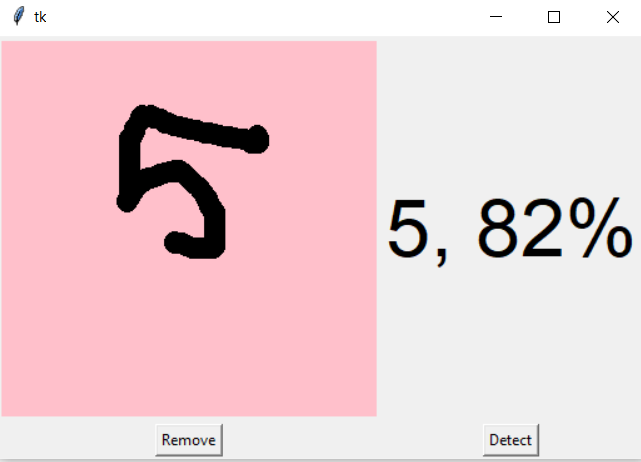 tk
5
5, 82%
Remove
Detect